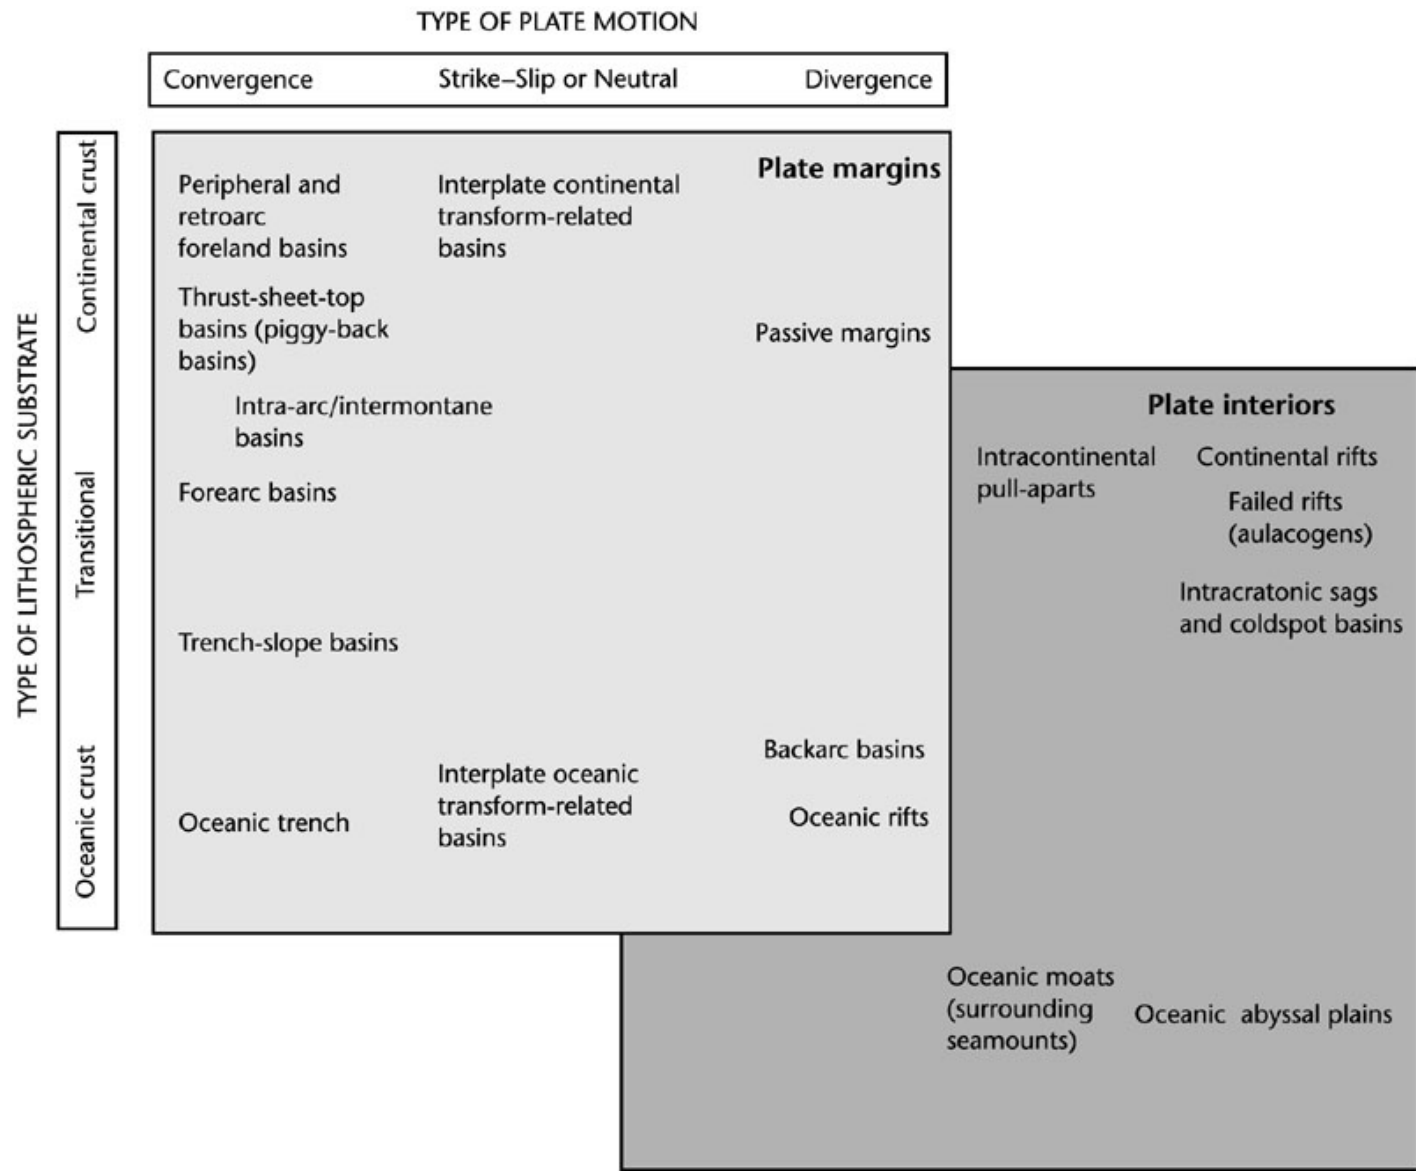 TYPE OF PLATE MOTION
Convergence
Strike–Slip or Neutral
Divergence
TYPE OF LITHOSPHERIC SUBSTRATE
Continental crust
Transitional
Oceanic crust
Plate margins
Peripheral and
retroarc
foreland basins
Interplate continental
transform-related
basins
Thrust-sheet-top
basins (piggy-back
basins)
Passive margins
Intra-arc/intermontane
basins
Forearc basins
Trench-slope basins
Backarc basins
Interplate oceanic
transform-related
basins
Oceanic trench
Oceanic rifts
Plate interiors
Intracontinental
pull-aparts
Continental rifts
Failed rifts
(aulacogens)
Intracratonic sags
and coldspot basins
Oceanic moats
(surrounding
seamounts)
Oceanic abyssal plains